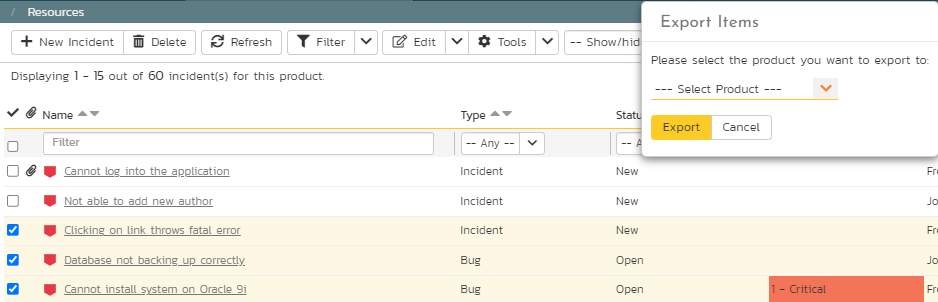 / Resources
Export Items
+ New Incident Delete Refresh Filter Edit Tools -- Show/hid
Please select the product you want to export to:
Displaying 1 - 15 out of 60 incident(s) for this product.
--- Select Product ---
Name Type Statu
Export Cancel
Filter -- Any -- -- A
Cannot log into the application Incident New Fr
Not able to add new author Incident New Jo
Clicking on link throws fatal error Incident New Fr
Database not backing up correctly Bug Open Jo
Cannot install system on Oracle 9i Bug Open 1 - Critical Fr